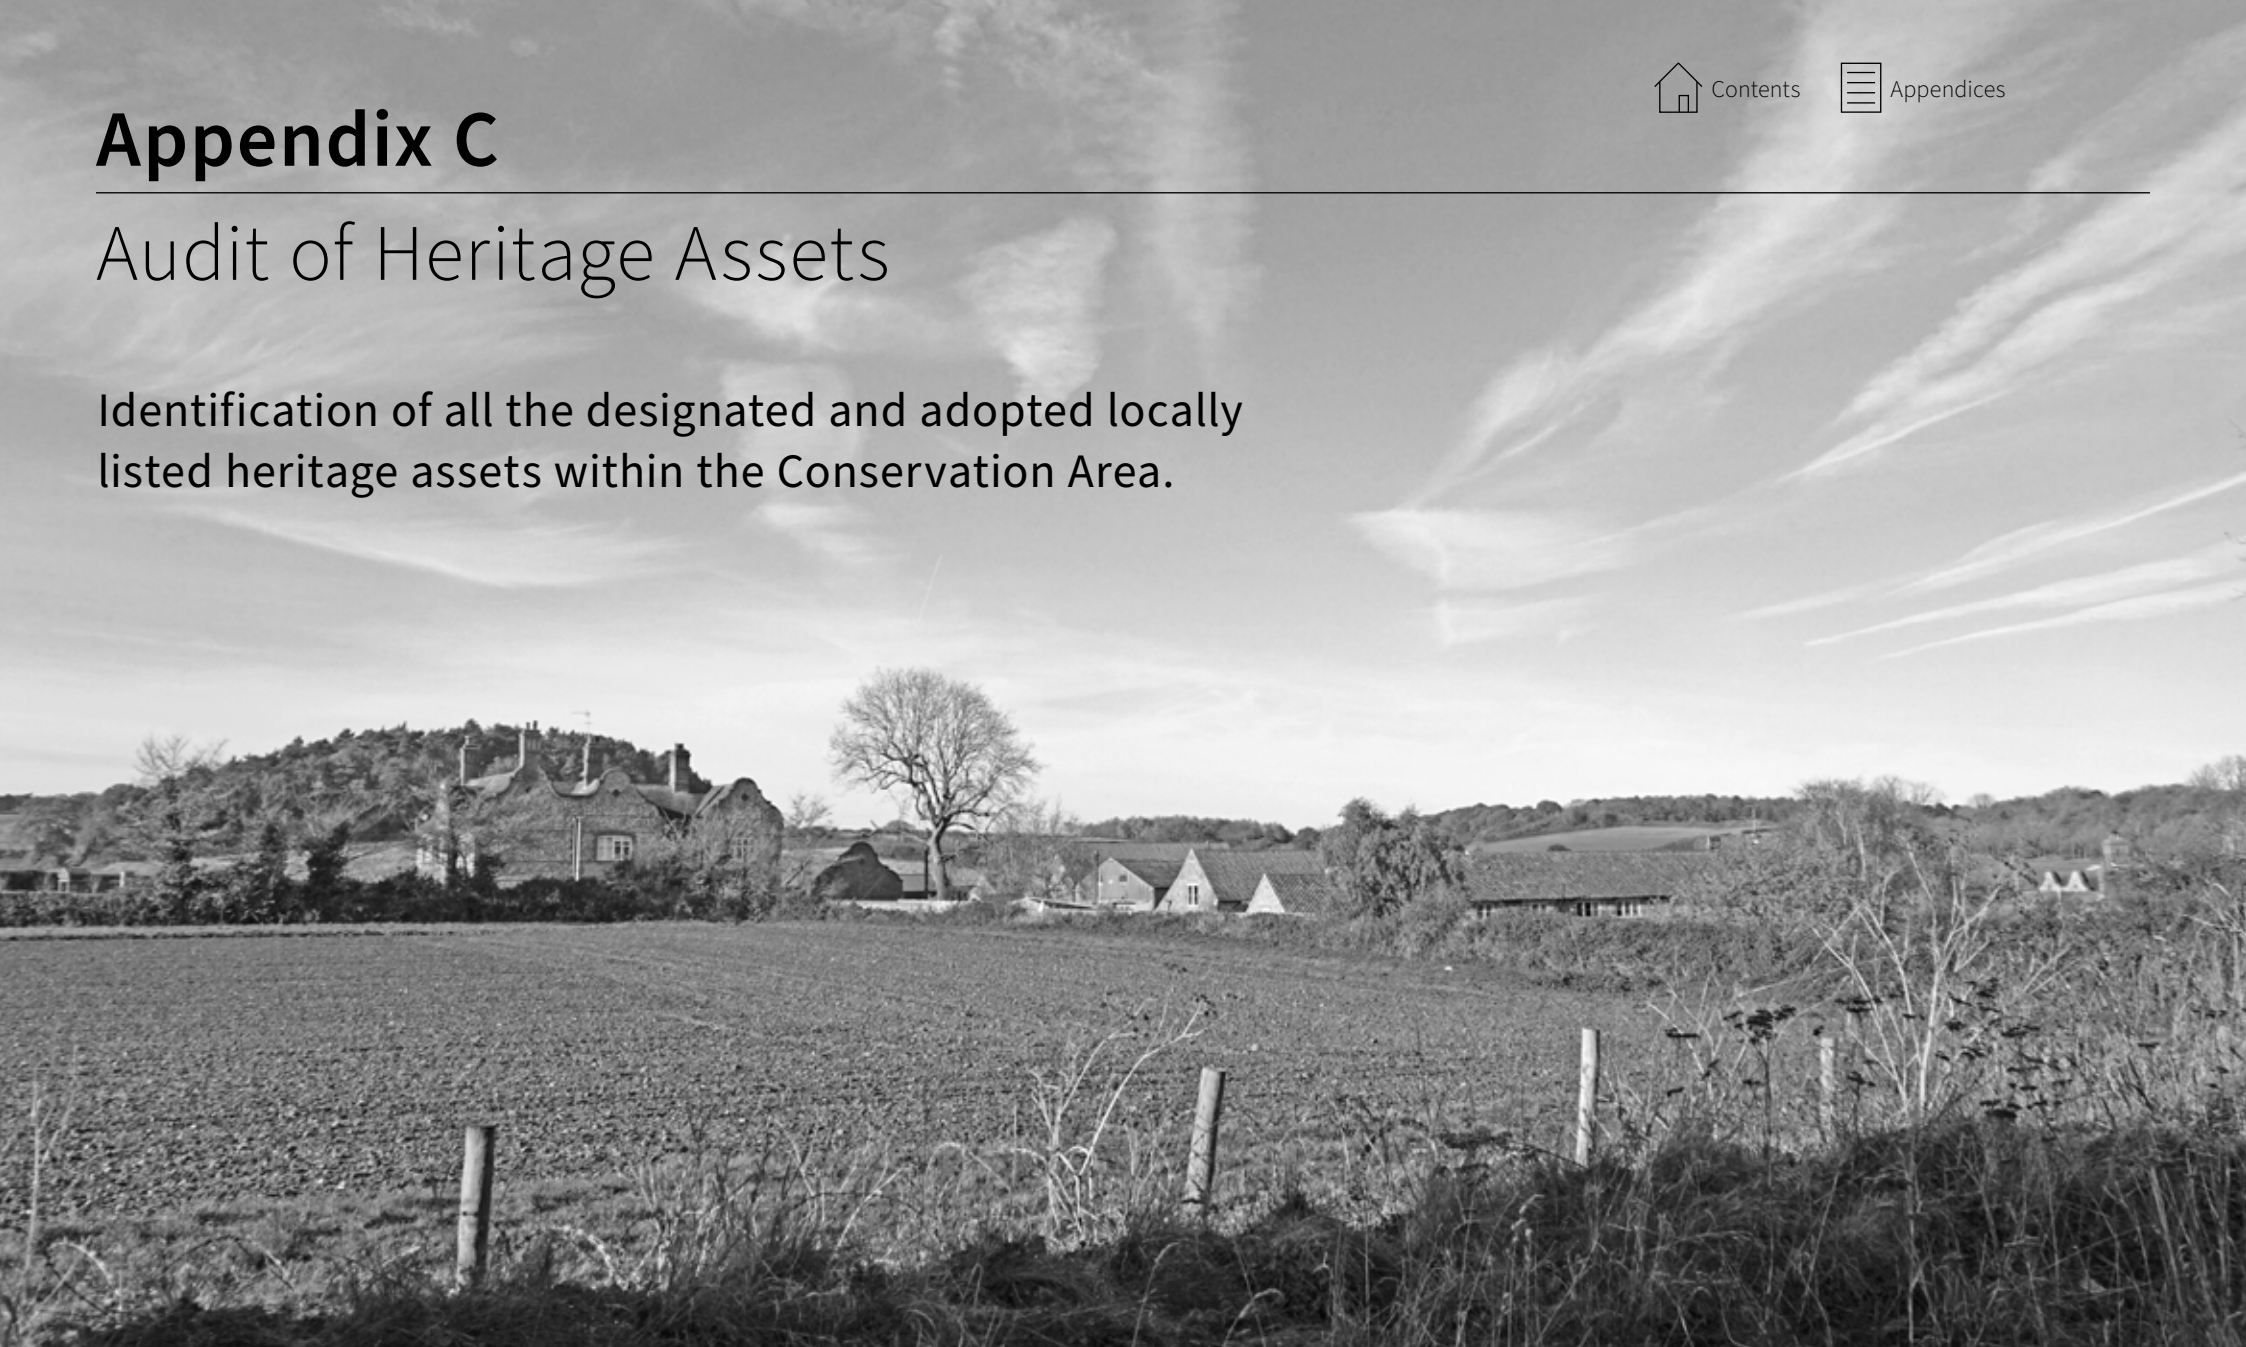 Contents
Appendices
Appendix C
Audit of Heritage Assets
Identification of all the designated and adopted locally
listed heritage assets within the Conservation Area.